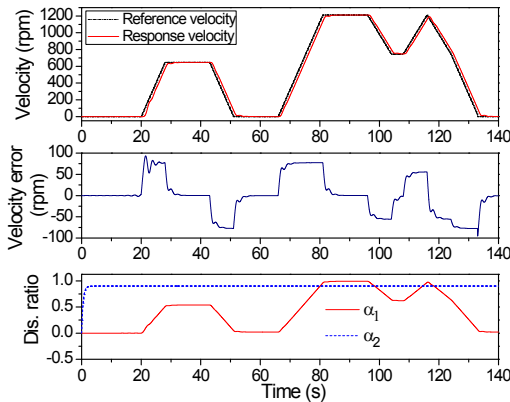 Velocity (rpm)
1200
1000
800
600
400
200
0
Reference velocity
Response velocity
0 20 40 60 80 100 120 140
Time (s)
Velocity error
(rpm)
100
50
0
-50
-100
0 20 40 60 80 100 120 140
Dis. ratio
1.0
0.5
0.0
-0.5
α1
α2
0 20 40 60 80 100 120 140
Time (s)